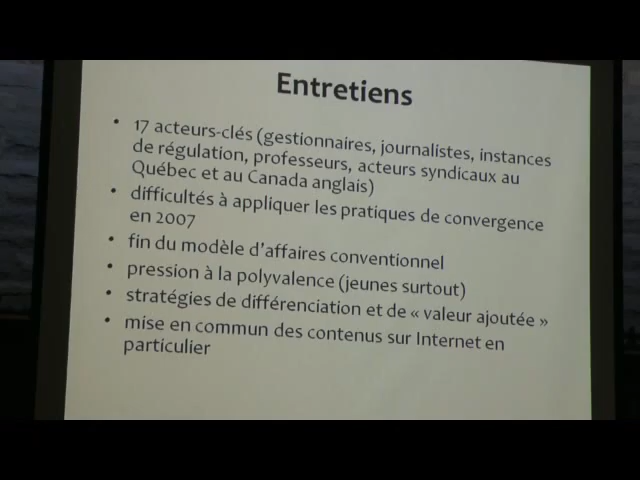 Entretiens
• 17 acteurs-clés (gestionnaires, journalistes, instances
de régulation, professeurs, acteurs syndicaux au
Québec et au Canada anglais)
• difficultés à appliquer les pratiques de convergence
en 2007
• fin du modèle d'affaires conventionnel
• pression à la polyvalence (jeunes surtout)
• stratégies de différenciation et de « valeur ajoutée »
• mise en commun des contenus sur Internet en
particulier